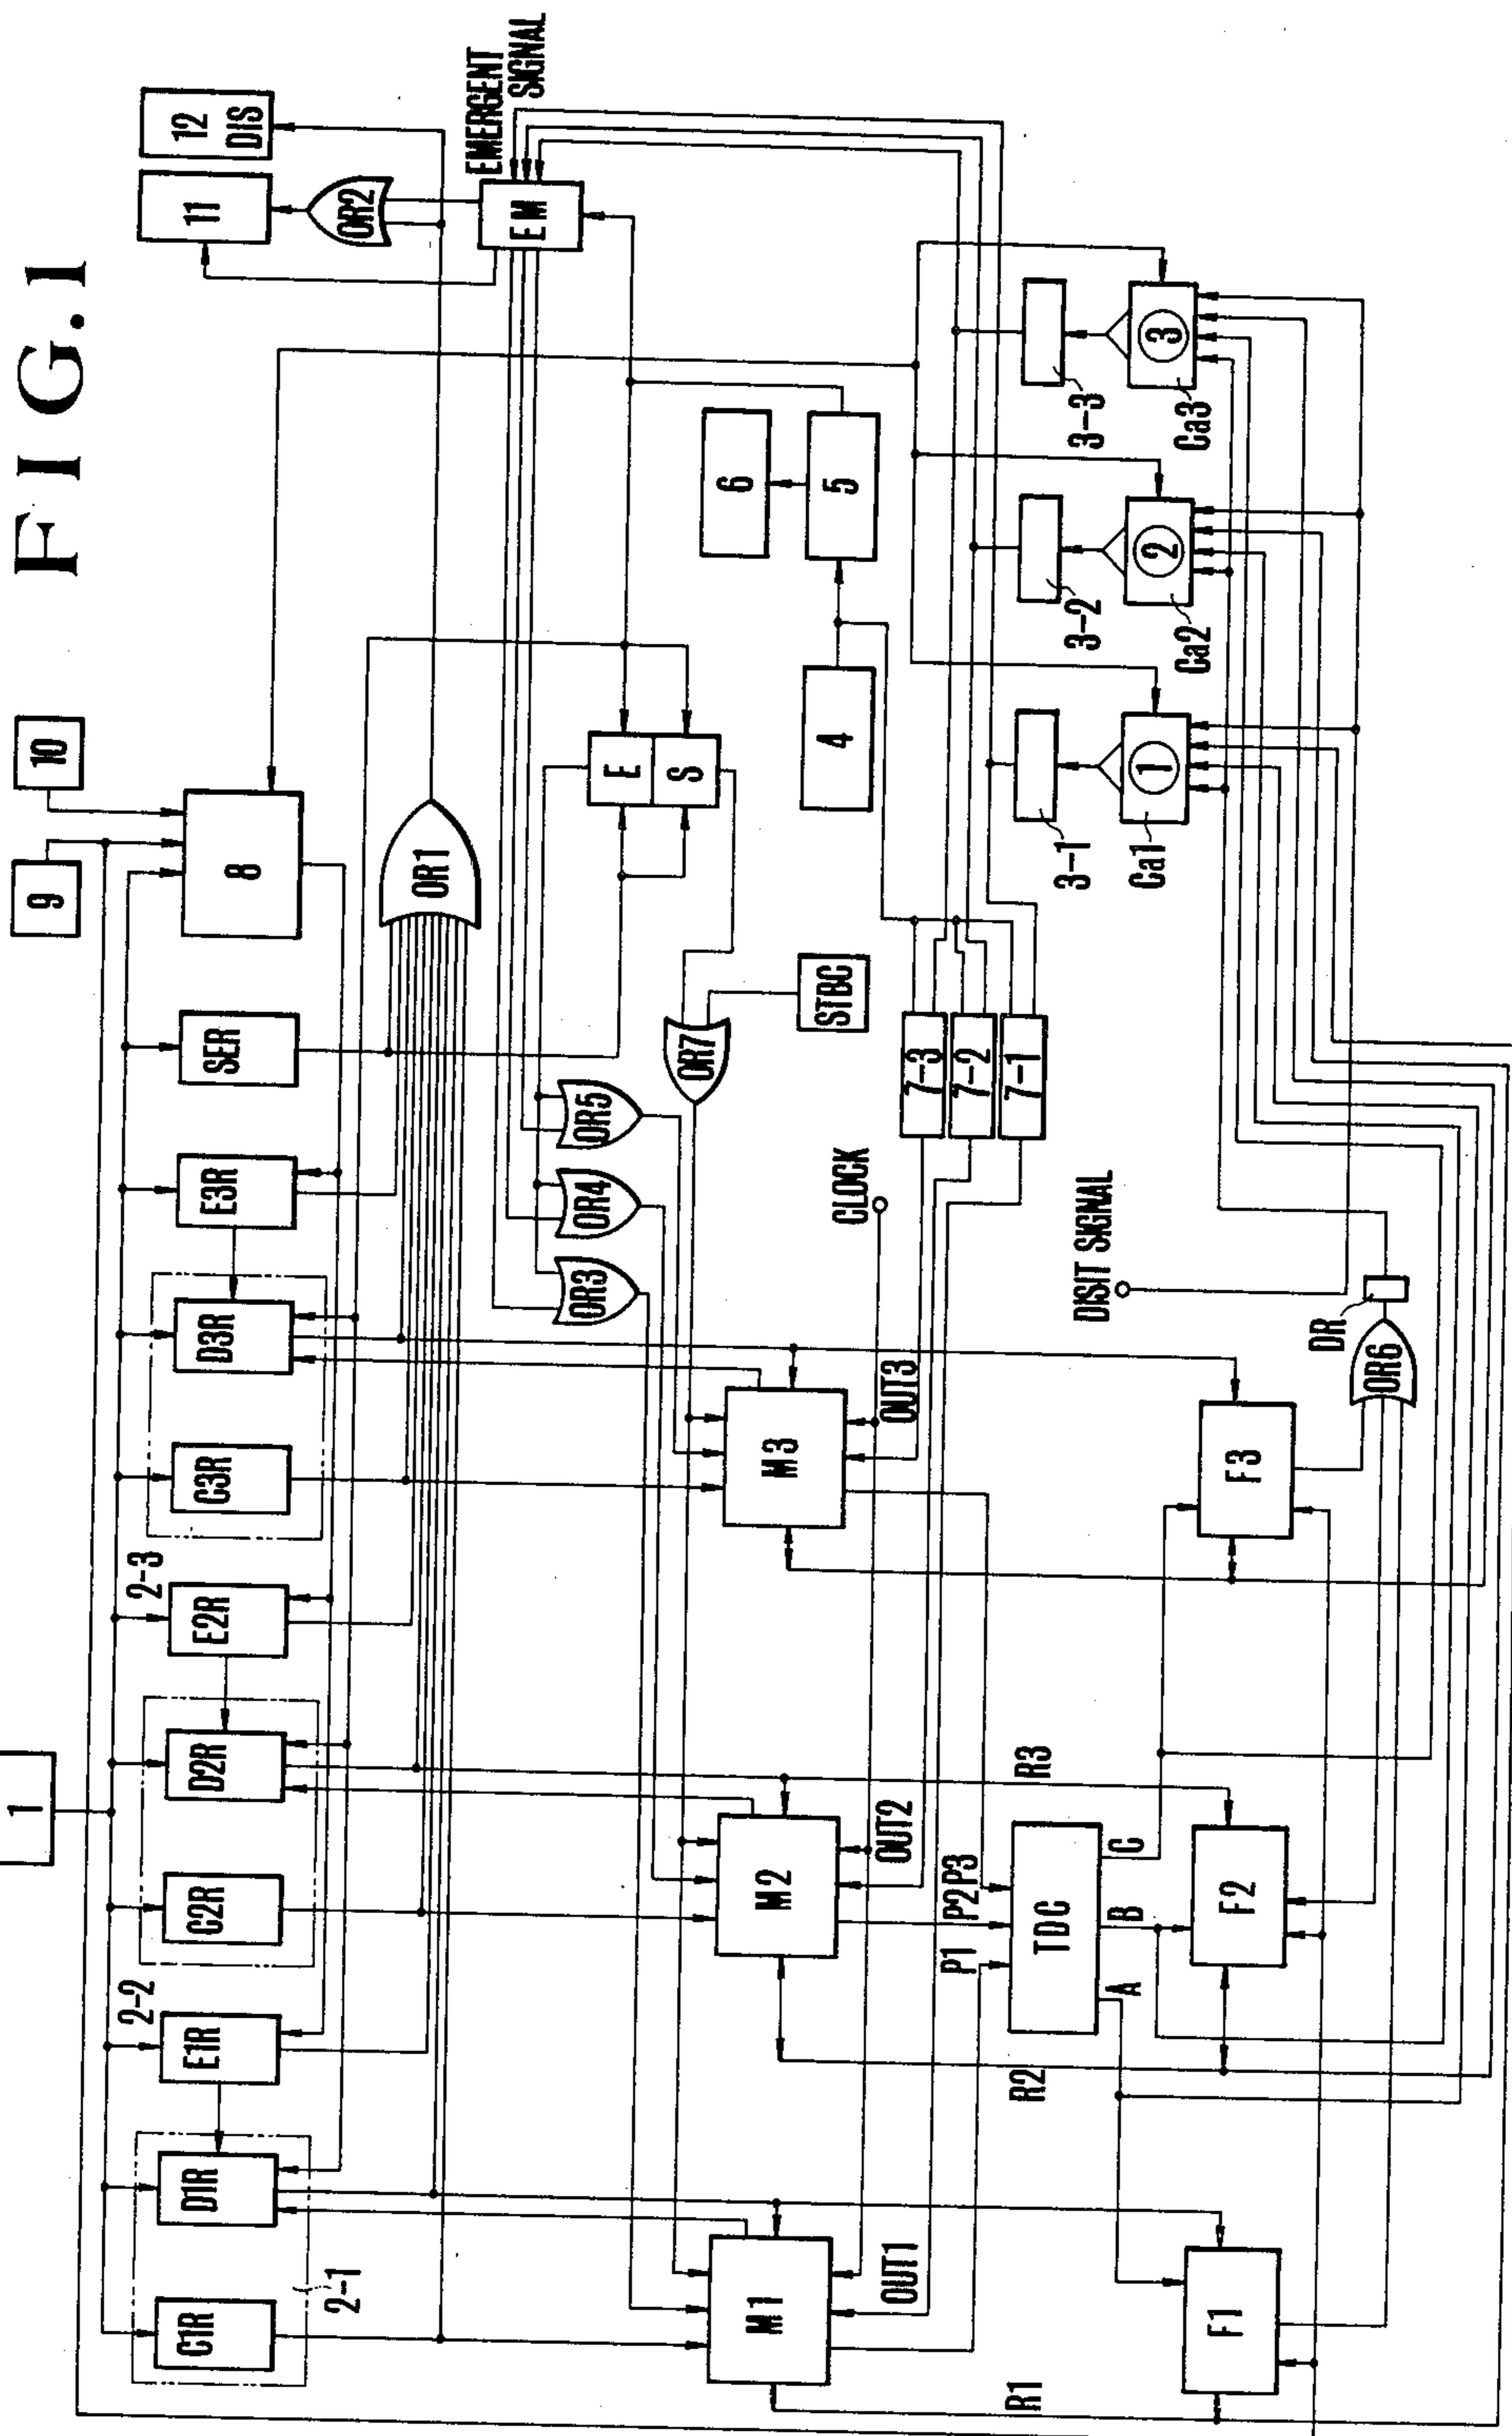 FIG.1
1
9
10
C1R
D1R
E1R
C2R
D2R
E2R
C3R
D3R
E3R
SER
8
11
12
DIS
2-1
2-2
2-3
OR1
OR2
EMERGENT
SIGNAL
EM
OR3
OR4
OR5
E
S
OR7
STBC
6
5
4
M1
M2
M3
CLOCK
OUT1
OUT2
OUT3
7-3
7-2
7-1
3-1
3-2
3-3
1
2
3
Ca1
Ca2
Ca3
P1
P2
P3
TDC
A
B
C
R1
R2
R3
F1
F2
F3
DISIT SIGNAL
DR
OR6